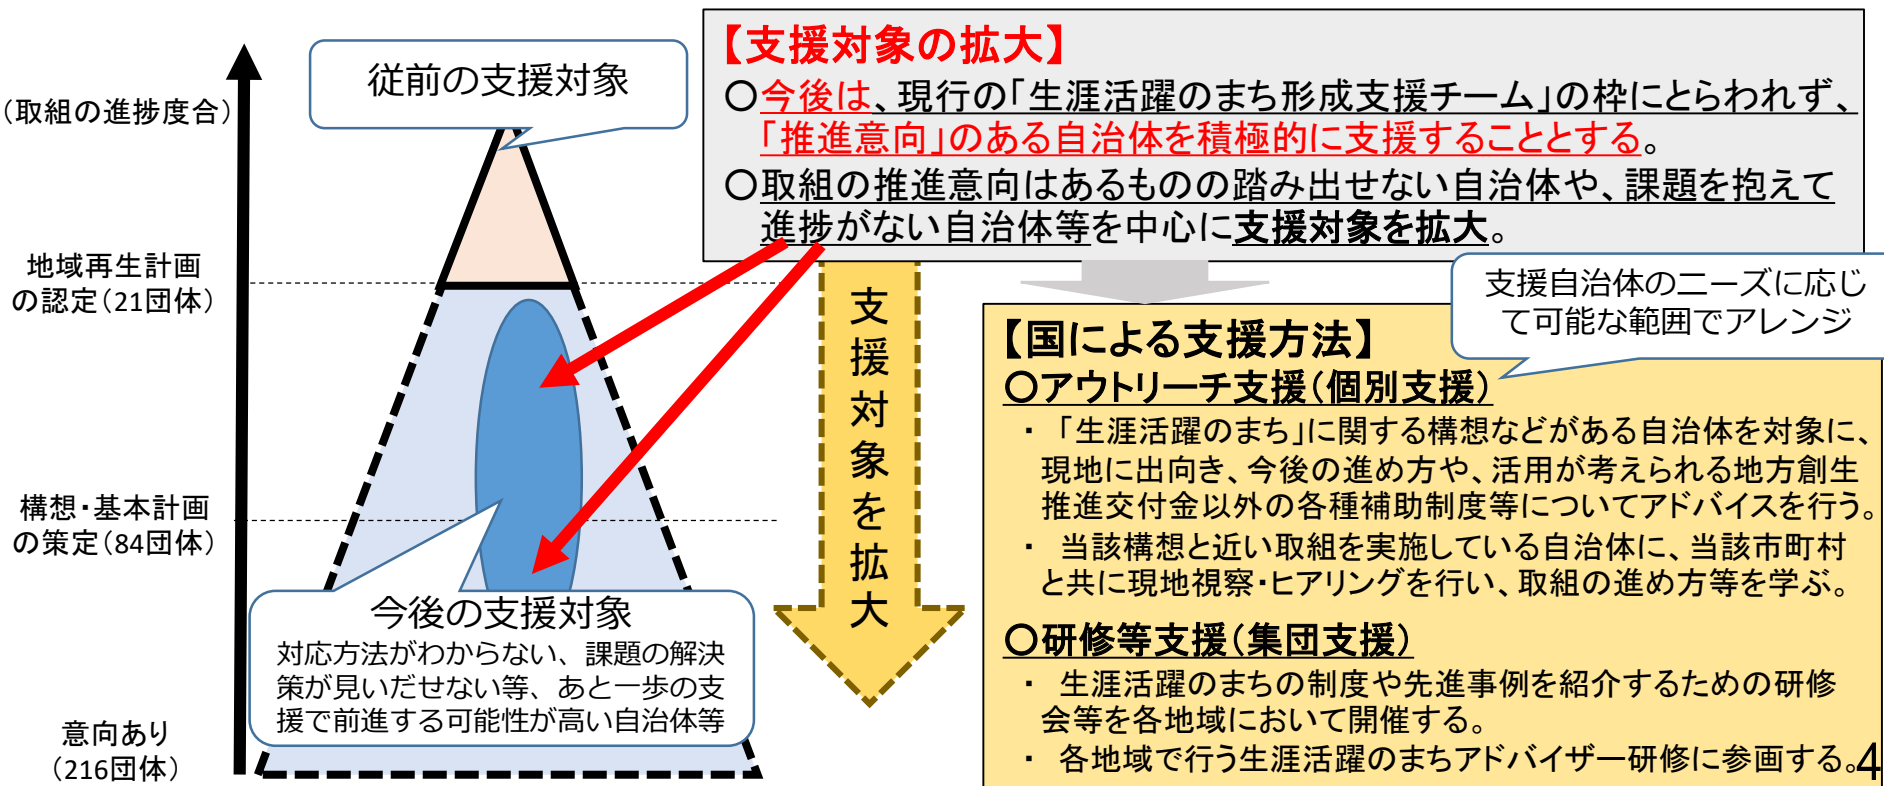 従前の支援対象
(取組の進捗度合)
地域再生計画
の認定(21団体)
構想・基本計画
の策定(84団体)
意向あり
(216団体)
今後の支援対象
対応方法がわからない、課題の解決
策が見いだせない等、あと一歩の支
援で前進する可能性が高い自治体等
【支援対象の拡大】
○今後は、現行の「生涯活躍のまち形成支援チーム」の枠にとらわれず、
「推進意向」のある自治体を積極的に支援することとする。
○取組の推進意向はあるものの踏み出せない自治体や、課題を抱えて
進捗がない自治体等を中心に支援対象を拡大。
支援対象を拡大
支援自治体のニーズに応じ
て可能な範囲でアレンジ
【国による支援方法】
○アウトリーチ支援(個別支援)
・ 「生涯活躍のまち」に関する構想などがある自治体を対象に、
現地に出向き、今後の進め方や、活用が考えられる地方創生
推進交付金以外の各種補助制度等についてアドバイスを行う。
・ 当該構想と近い取組を実施している自治体に、当該市町村
と共に現地視察・ヒアリングを行い、取組の進め方等を学ぶ。
○研修等支援(集団支援)
・ 生涯活躍のまちの制度や先進事例を紹介するための研修
会等を各地域において開催する。
・ 各地域で行う生涯活躍のまちアドバイザー研修に参画する。
4